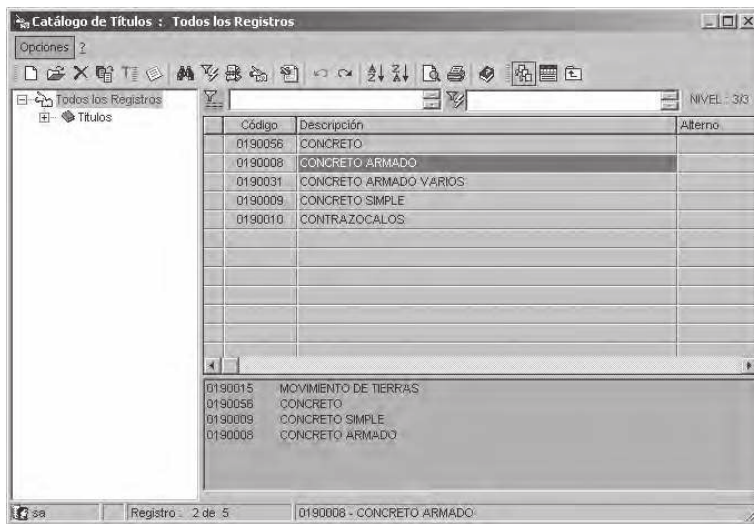 Catálogo de Títulos : Todos los Registros
Opciones ?
Todos los Registros
Títulos
NIVEL : 3/3
Código Descripción Alterno
0190056 CONCRETO
0190008 CONCRETO ARMADO
0190031 CONCRETO ARMADO VARIOS
0190009 CONCRETO SIMPLE
0190010 CONTRAZOCALOS
0190015 MOVIMIENTO DE TIERRAS
0190056 CONCRETO
0190009 CONCRETO SIMPLE
0190008 CONCRETO ARMADO
sa Registro : 2 de 5 0190008 - CONCRETO ARMADO